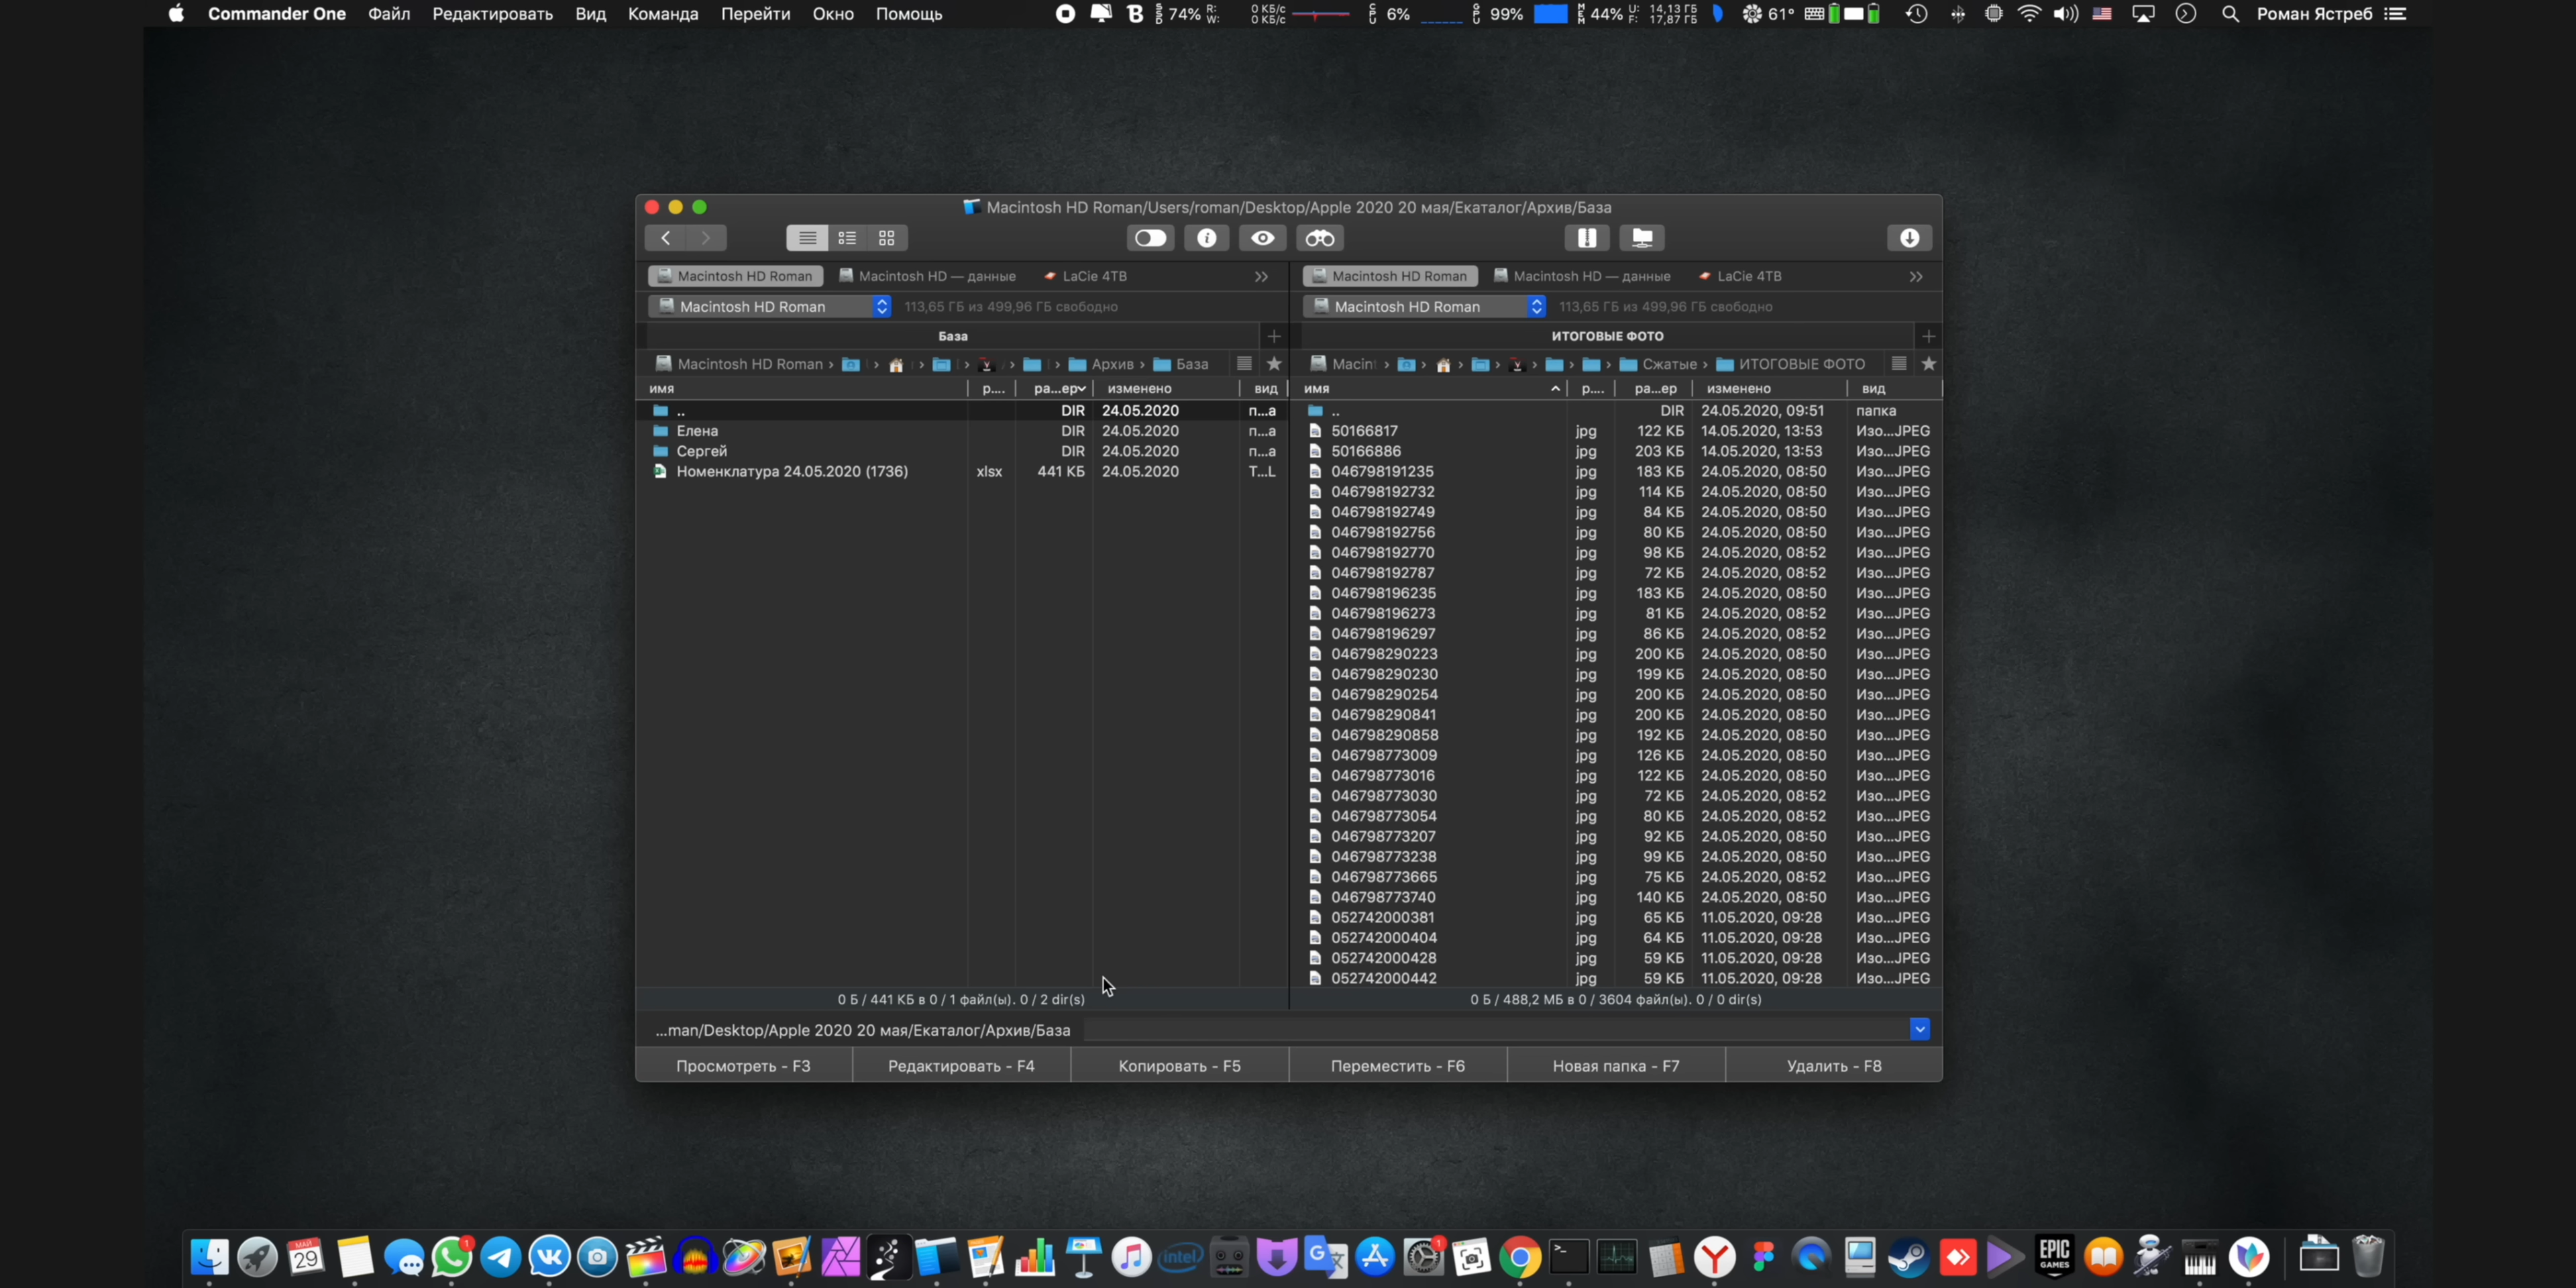 Commander One Файл Редактировать Вид Команда Перейти Окно Помощь
74% R: W: 0 КБ/с 0 КБ/с 6% 99% 44% U: F: 14,13 ГБ 17,87 ГБ 61° Роман Ястреб
Macintosh HD Roman/Users/roman/Desktop/Apple 2020 20 мая/Екаталог/Архив/База
Macintosh HD Roman Macintosh HD — данные LaCie 4TB
Macintosh HD Roman 113,65 ГБ из 499,96 ГБ свободно
База
Macintosh HD Roman › › › › › › Архив › База
имя р.... ра...ер изменено вид
.. DIR 24.05.2020 п...а
Елена DIR 24.05.2020 п...а
Сергей DIR 24.05.2020 п...а
Номенклатура 24.05.2020 (1736) xlsx 441 КБ 24.05.2020 T...L
0 Б / 441 КБ в 0 / 1 файл(ы). 0 / 2 dir(s)
Macintosh HD Roman Macintosh HD — данные LaCie 4TB
Macintosh HD Roman 113,65 ГБ из 499,96 ГБ свободно
ИТОГОВЫЕ ФОТО
Macint › › › › › › › Сжатые › ИТОГОВЫЕ ФОТО
имя р.... ра...ер изменено вид
.. DIR 24.05.2020, 09:51 папка
50166817 jpg 122 КБ 14.05.2020, 13:53 Изо...JPEG
50166886 jpg 203 КБ 14.05.2020, 13:53 Изо...JPEG
046798191235 jpg 183 КБ 24.05.2020, 08:50 Изо...JPEG
046798192732 jpg 114 КБ 24.05.2020, 08:50 Изо...JPEG
046798192749 jpg 84 КБ 24.05.2020, 08:50 Изо...JPEG
046798192756 jpg 80 КБ 24.05.2020, 08:50 Изо...JPEG
046798192770 jpg 98 КБ 24.05.2020, 08:52 Изо...JPEG
046798192787 jpg 72 КБ 24.05.2020, 08:52 Изо...JPEG
046798196235 jpg 183 КБ 24.05.2020, 08:50 Изо...JPEG
046798196273 jpg 81 КБ 24.05.2020, 08:52 Изо...JPEG
046798196297 jpg 86 КБ 24.05.2020, 08:52 Изо...JPEG
046798290223 jpg 200 КБ 24.05.2020, 08:50 Изо...JPEG
046798290230 jpg 199 КБ 24.05.2020, 08:50 Изо...JPEG
046798290254 jpg 200 КБ 24.05.2020, 08:50 Изо...JPEG
046798290841 jpg 200 КБ 24.05.2020, 08:50 Изо...JPEG
046798290858 jpg 192 КБ 24.05.2020, 08:50 Изо...JPEG
046798773009 jpg 126 КБ 24.05.2020, 08:50 Изо...JPEG
046798773016 jpg 122 КБ 24.05.2020, 08:50 Изо...JPEG
046798773030 jpg 72 КБ 24.05.2020, 08:52 Изо...JPEG
046798773054 jpg 80 КБ 24.05.2020, 08:52 Изо...JPEG
046798773207 jpg 92 КБ 24.05.2020, 08:50 Изо...JPEG
046798773238 jpg 99 КБ 24.05.2020, 08:50 Изо...JPEG
046798773665 jpg 75 КБ 24.05.2020, 08:52 Изо...JPEG
046798773740 jpg 140 КБ 24.05.2020, 08:50 Изо...JPEG
052742000381 jpg 65 КБ 11.05.2020, 09:28 Изо...JPEG
052742000404 jpg 64 КБ 11.05.2020, 09:28 Изо...JPEG
052742000428 jpg 59 КБ 11.05.2020, 09:28 Изо...JPEG
052742000442 jpg 59 КБ 11.05.2020, 09:28 Изо...JPEG
0 Б / 488,2 МБ в 0 / 3604 файл(ы). 0 / 0 dir(s)
...man/Desktop/Apple 2020 20 мая/Екаталог/Архив/База
Просмотреть - F3 Редактировать - F4 Копировать - F5 Переместить - F6 Новая папка - F7 Удалить - F8
МАЙ
29
1
intel
1
EPIC
GAMES